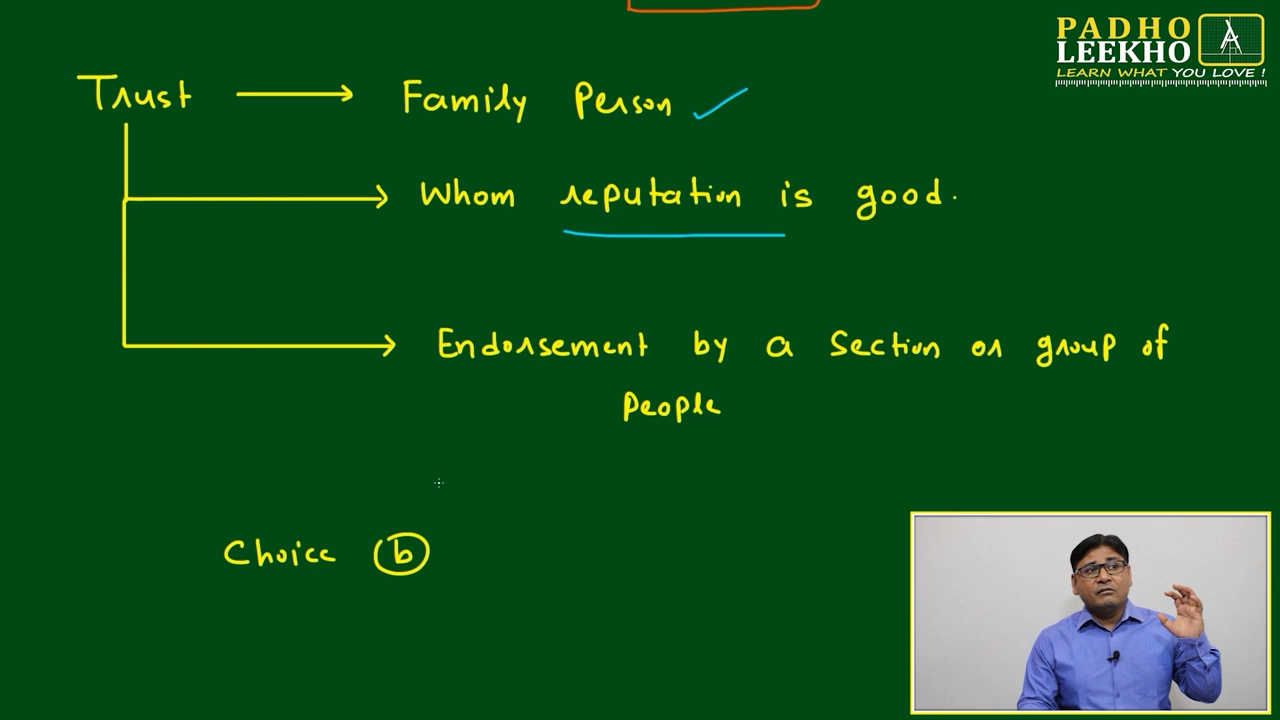 PADHO
LEEKHO
LEARN WHAT YOU LOVE !
Trust → Family Person ✓
→ Whom reputation is good.
→ Endorsement by a section or group of
People
Choice (b)